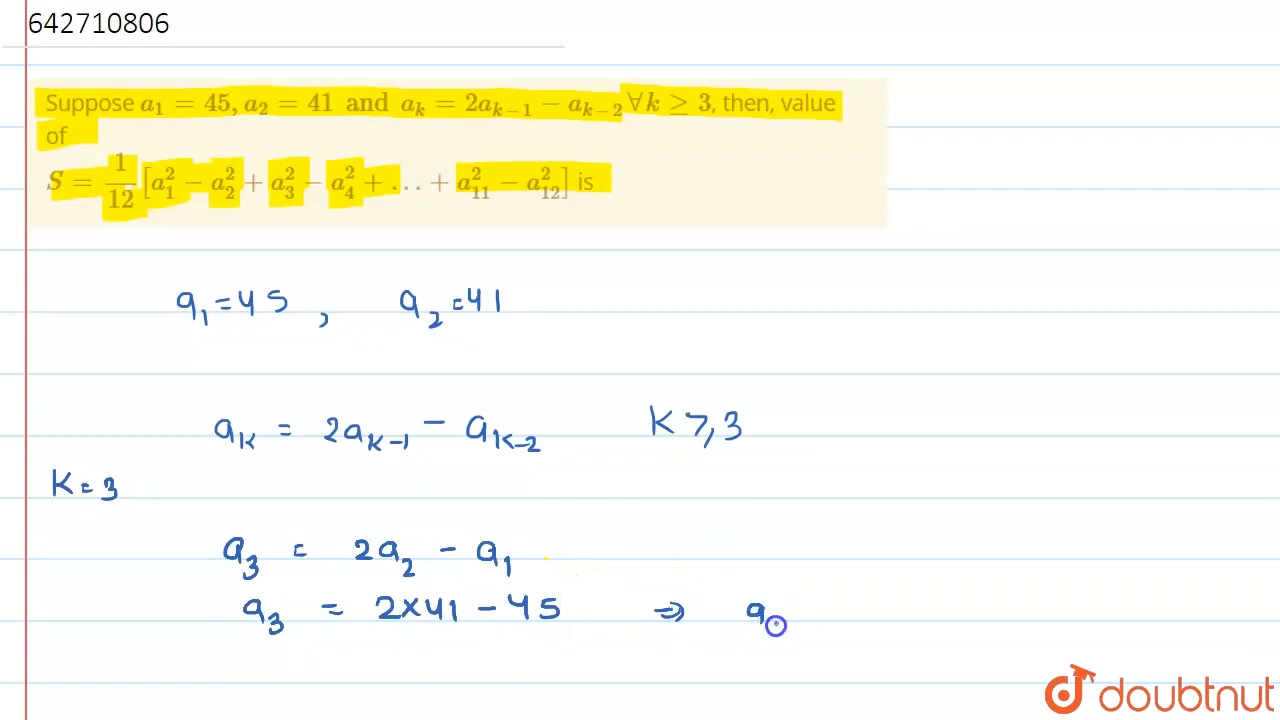 642710806
Suppose a₁ = 45, a₂ = 41 and aₖ = 2aₖ₋₁ − aₖ₋₂ ∀k ≥ 3, then, value
of
S = 1/12 [a₁² − a₂² + a₃² − a₄² + … + a₁₁² − a₁₂²] is
a₁ = 45 , a₂ = 41
aₖ = 2aₖ₋₁ − aₖ₋₂ K ≥ 3
K = 3
a₃ = 2a₂ − a₁
a₃ = 2×41 − 45 ⇒ a
doubtnut